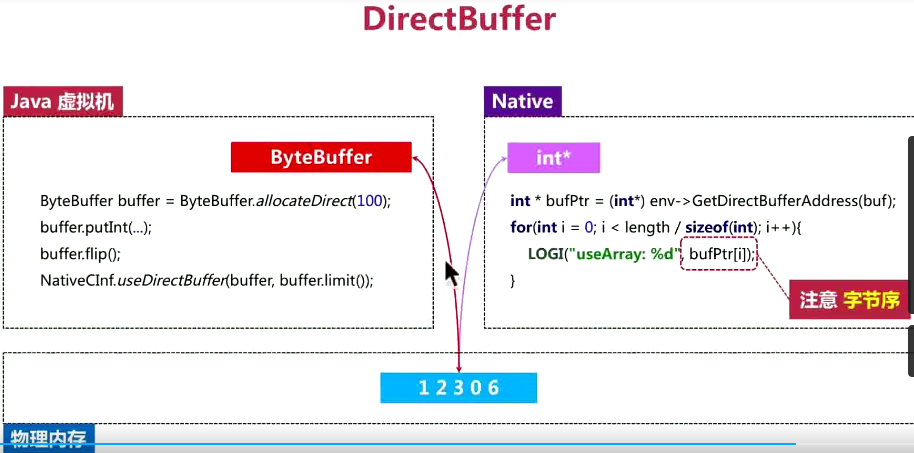 DirectBuffer
Java 虚拟机
ByteBuffer
ByteBuffer buffer = ByteBuffer.allocateDirect(100);
buffer.putInt(...);
buffer.flip();
NativeCInf.useDirectBuffer(buffer, buffer.limit());
Native
int*
int * bufPtr = (int*) env->GetDirectBufferAddress(buf);
for(int i = 0; i < length / sizeof(int); i++){
LOGI("useArray: %d", bufPtr[i]);
}
注意 字节序
1 2 3 0 6
物理内存